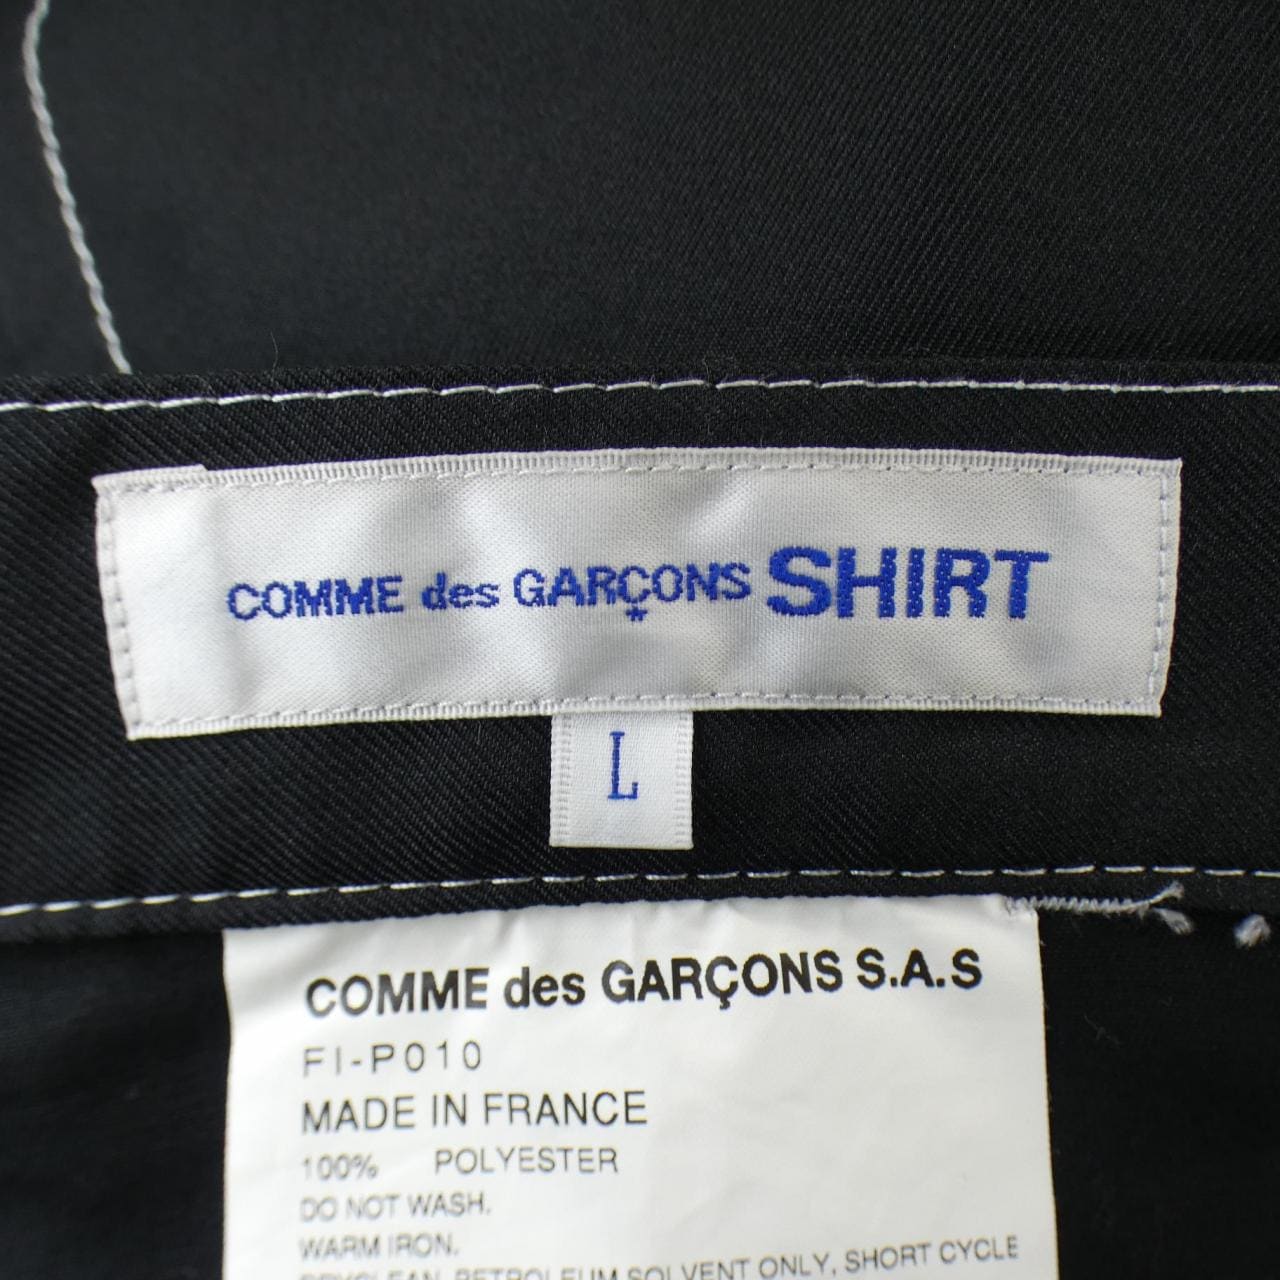 COMME des GARÇONS SHIRT
L
COMME des GARÇONS S.A.S
FI-P010
MADE IN FRANCE
100% POLYESTER
DO NOT WASH.
WARM IRON.
DRYCLEAN, PETROLEUM SOLVENT ONLY, SHORT CYCLE